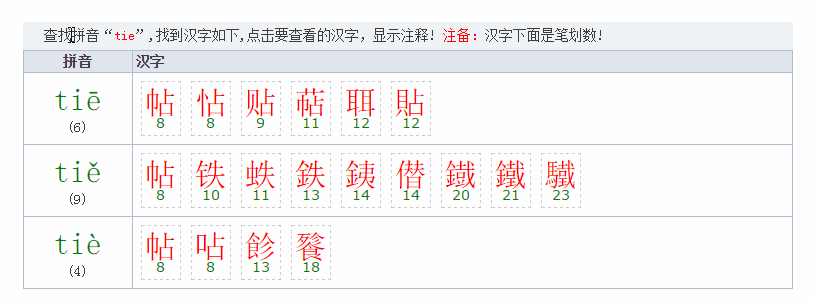 查找拼音“tie”,找到汉字如下,点击要查看的汉字，显示注释! 注备：汉字下面是笔划数!
拼音 汉字
tiē 帖 怗 贴 萜 聑 貼
(6) 8 8 9 11 12 12
tiě 帖 铁 蛈 鉄 銕 僣 鐡 鐵 驖
(9) 8 10 11 13 14 14 20 21 23
tiè 帖 呫 飻 餮
(4) 8 8 13 18